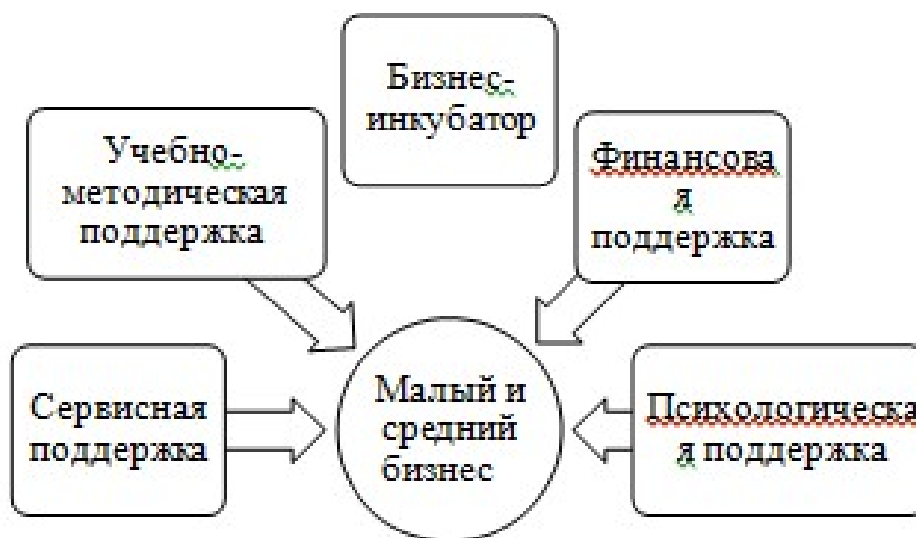 Бизнес-
инкубатор
Учебно-
методическая
поддержка
Финансова
я
поддержка
Сервисная
поддержка
Малый и
средний
бизнес
Психологическа
я поддержка